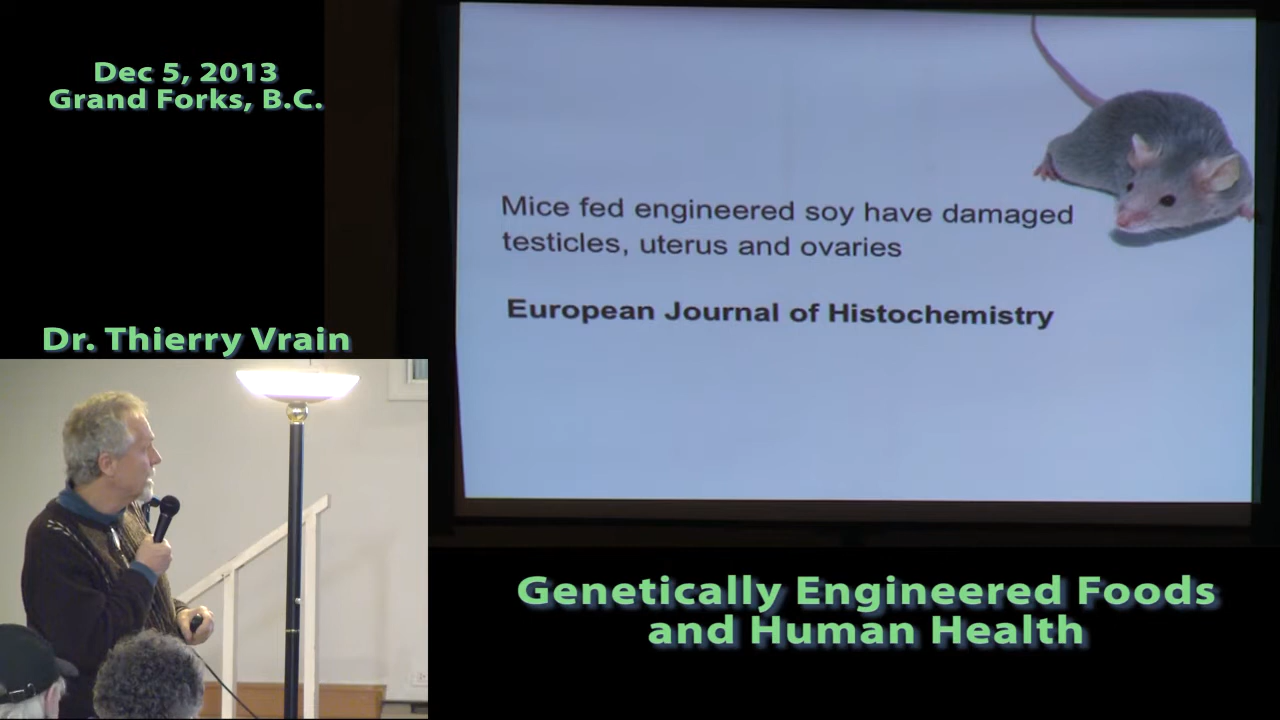 Dec 5, 2013
Grand Forks, B.C.
Mice fed engineered soy have damaged
testicles, uterus and ovaries
European Journal of Histochemistry
Dr. Thierry Vrain
Genetically Engineered Foods
and Human Health